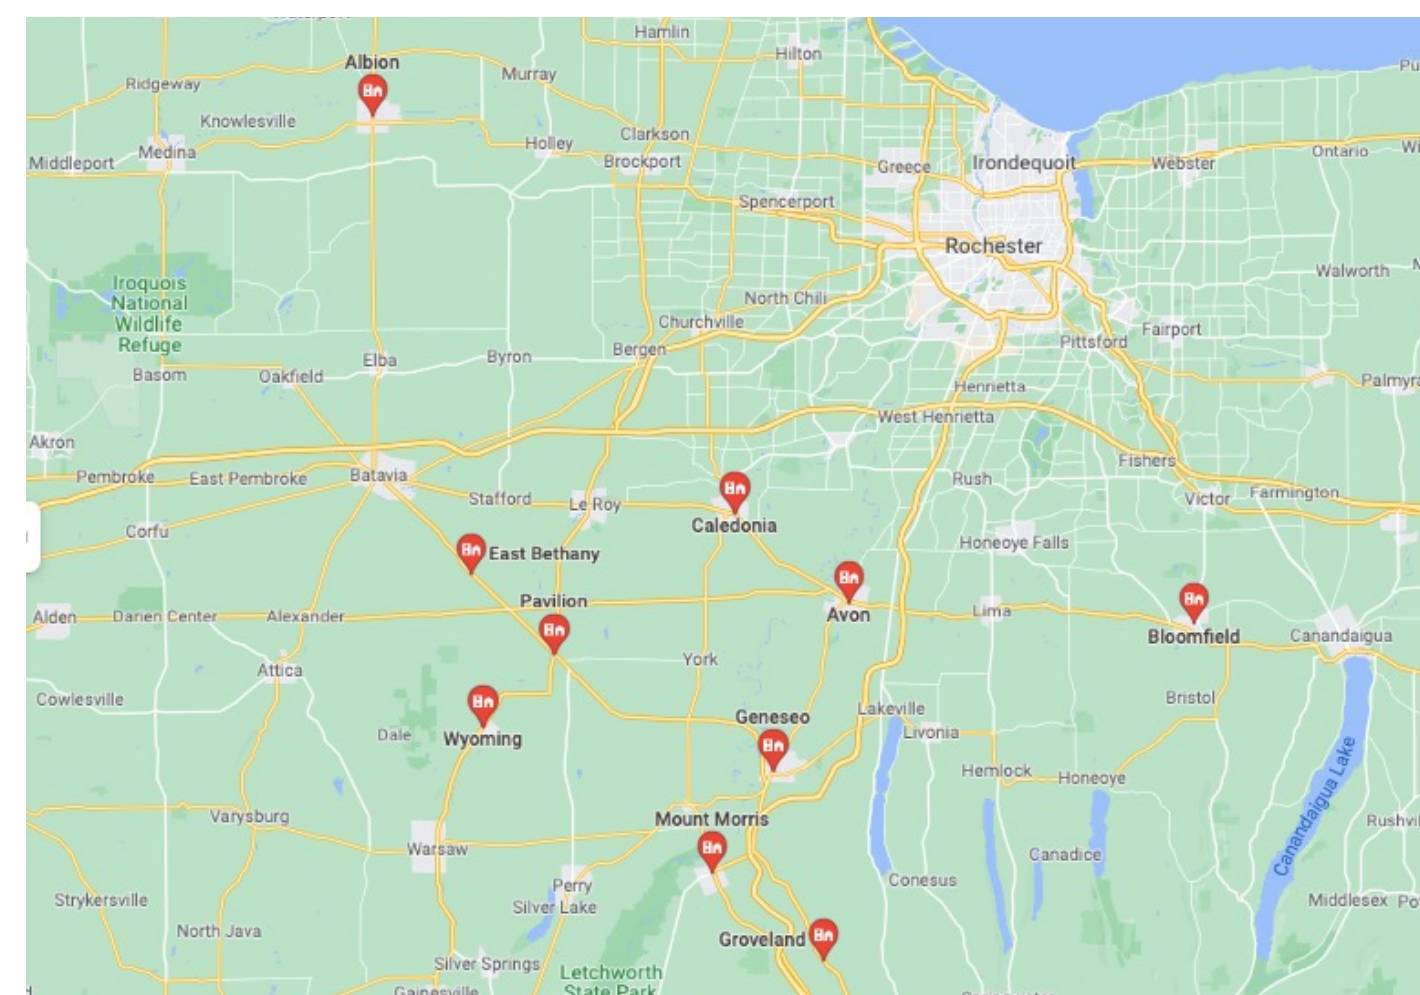 Hamlin
Hilton
Albion
Murray
Ridgeway
Knowlesville
Clarkson
Holley
Medina
Middleport
Brockport
Greece
Irondequoit
Webster
Ontario
Spencerport
Rochester
Walworth
Iroquois
National
Wildlife
Refuge
North Chili
Churchville
Fairport
Pittsford
Bergen
Byron
Elba
Basom
Oakfield
Henrietta
Palmyra
West Henrietta
Akron
Fishers
Pembroke
East Pembroke
Batavia
Rush
Stafford
Le Roy
Victor
Farmington
Caledonia
Corfu
Honeoye Falls
East Bethany
Pavilion
Alden
Darien Center
Alexander
Avon
Lima
Bloomfield
Canandaigua
York
Attica
Cowlesville
Bristol
Lakeville
Geneseo
Livonia
Dale
Wyoming
Hemlock
Honeoye
Canandaigua Lake
Varysburg
Mount Morris
Warsaw
Canadice
Conesus
Perry
Silver Lake
Strykersville
Middlesex
North Java
Groveland
Silver Springs
Letchworth
State Park
Gainesville